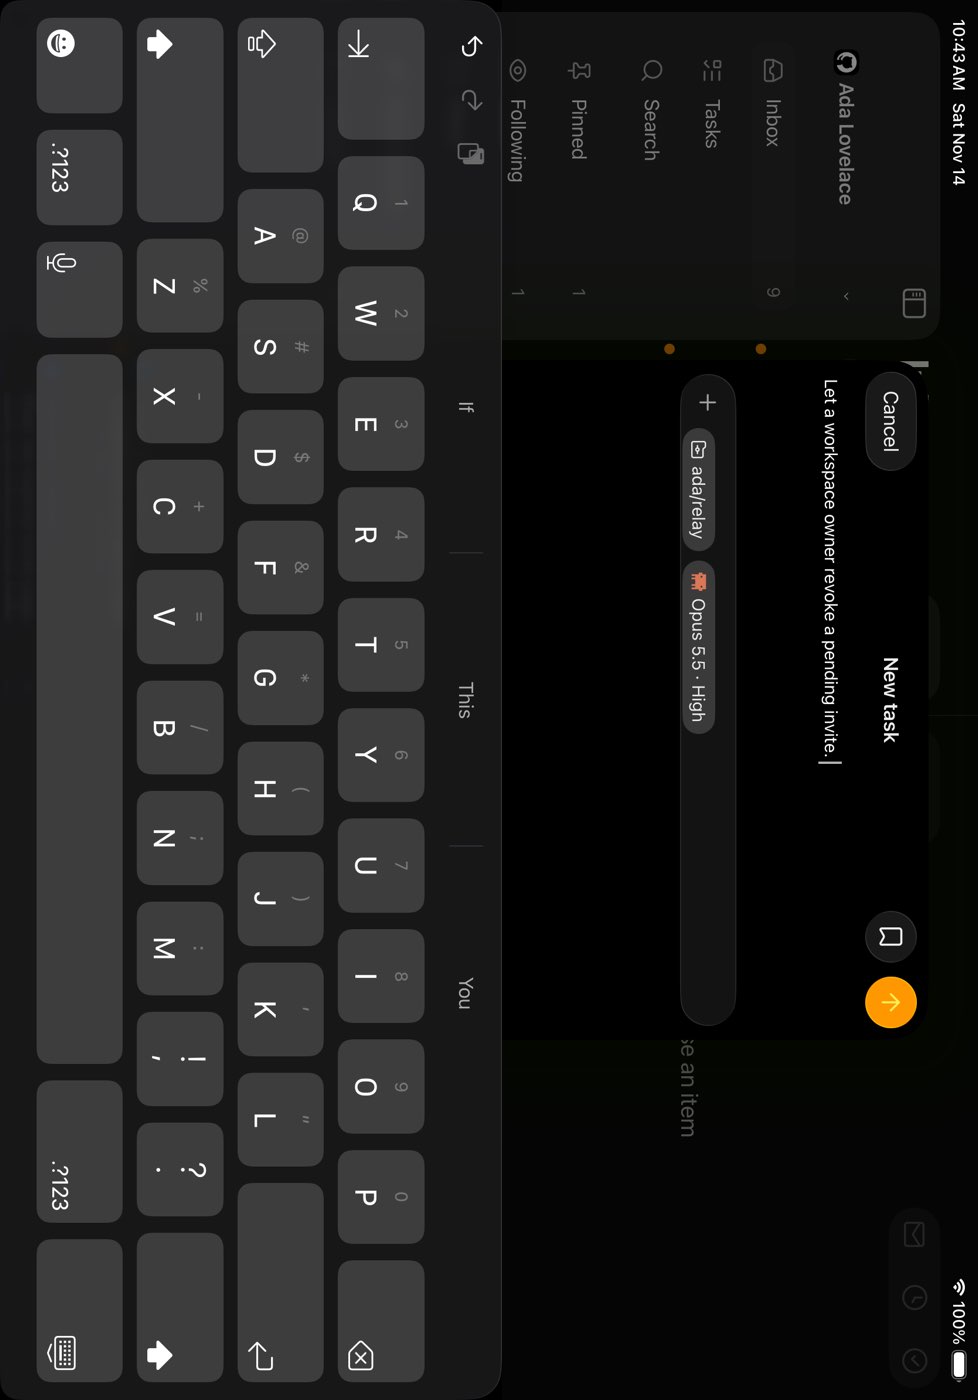 10:43 AM Sat Nov 14
100%
Cancel
New task
Ada Lovelace
Let a workspace owner revoke a pending invite.
Inbox 9
Tasks
ada/relay
Opus 5.5 · High
se an item
Search
Pinned 1
Following 1
If
This
You
1 2 3 4 5 6 7 8 9 0
Q W E R T Y U I O P
@ # $ & * ( ) ' "
A S D F G H J K L
% - + = / ; : ! ?
Z X C V B N M , .
.?123
.?123